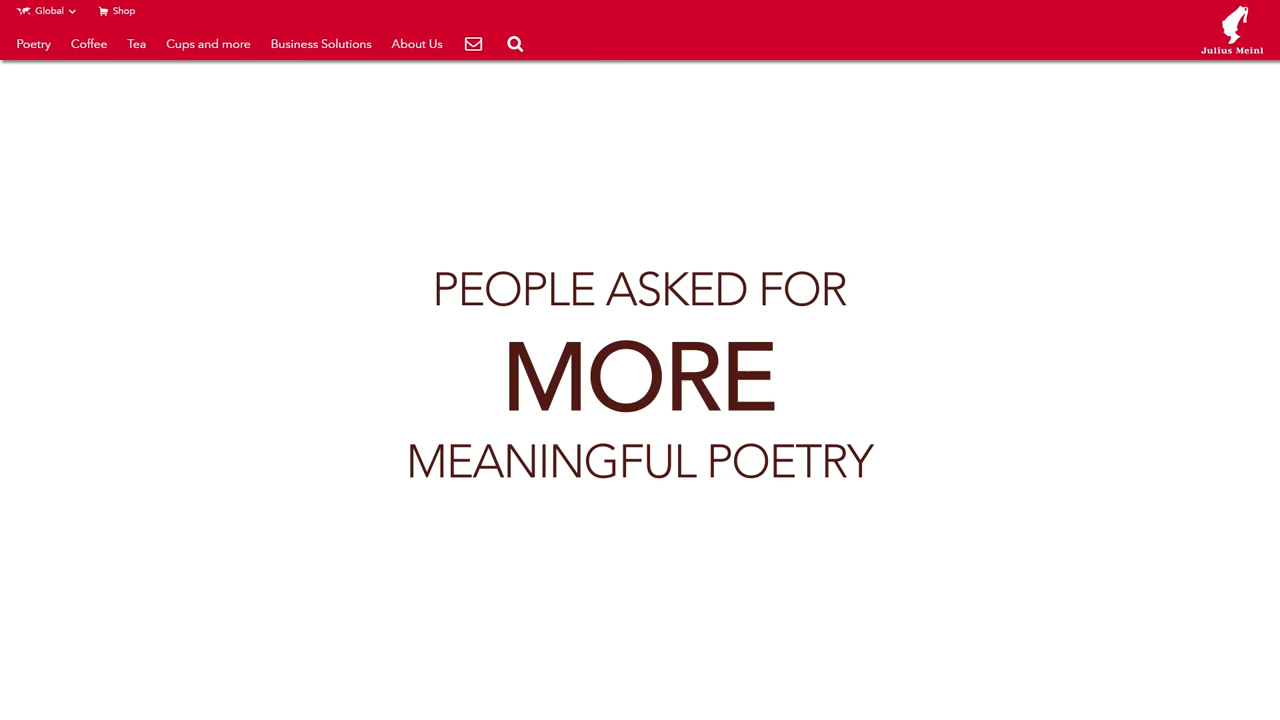 Global
Shop
Poetry
Coffee
Tea
Cups and more
Business Solutions
About Us
Julius Meinl
PEOPLE ASKED FOR
MORE
MEANINGFUL POETRY